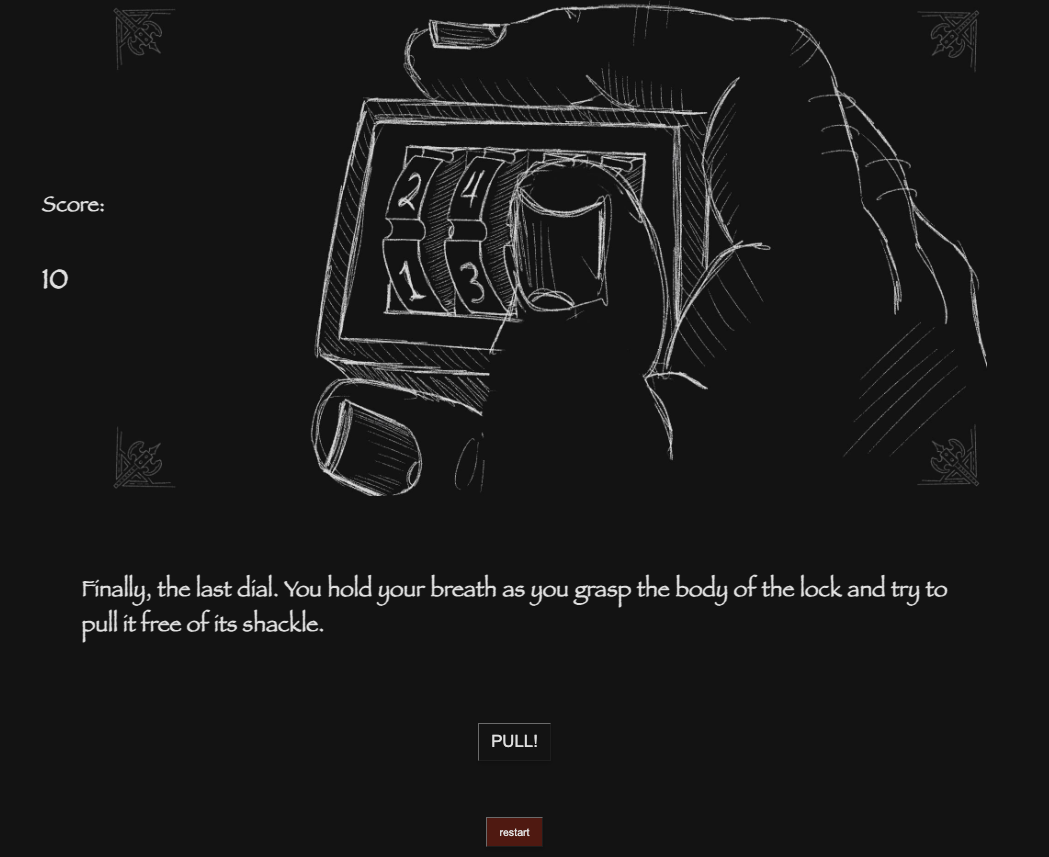 2 4
Score:
10
1 3
Finally, the last dial. You hold your breath as you grasp the body of the lock and try to
pull it free of its shackle.
PULL!
restart